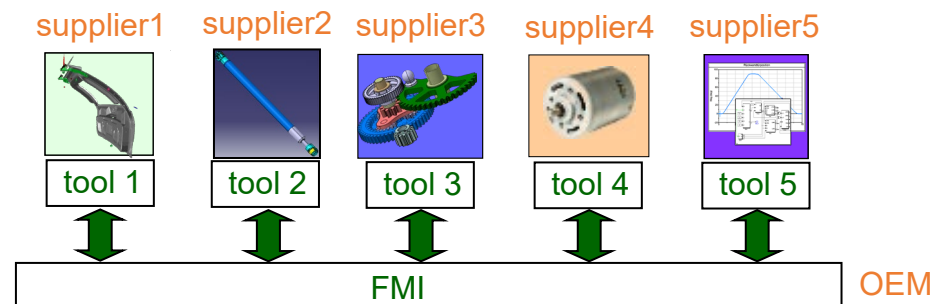 supplier1 supplier2 supplier3 supplier4 supplier5
tool 1 tool 2 tool 3 tool 4 tool 5
FMI
OEM